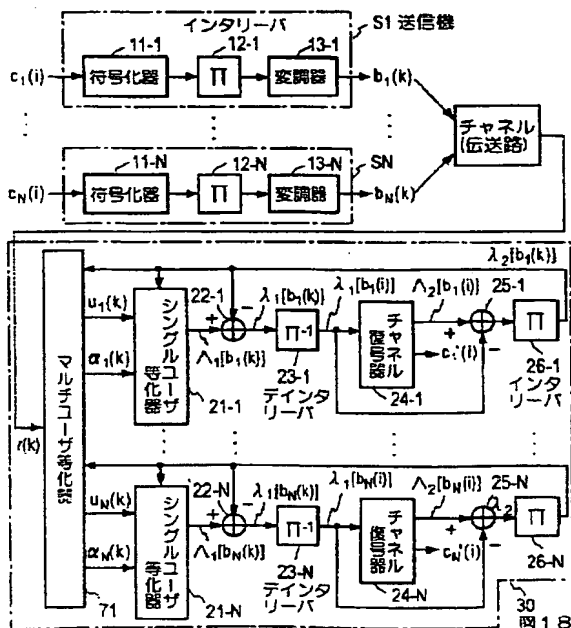 インタリーバ
S1 送信機
11-1
12-1
13-1
c₁(i)
符号化器
Π
変調器
b₁(k)
チャネル
(伝送路)
11-N
12-N
13-N
SN
cN(i)
符号化器
Π
変調器
bN(k)
λ₂[b₁(k)]
マルチユーザ等化器
u₁(k)
α₁(k)
シングルユーザ等化器
21-1
22-1
+
−
Λ₁[b₁(k)]
λ₁[b₁(k)]
Π-1
23-1
デインタリーバ
λ₁[b₁(i)]
チャネル復号器
24-1
Λ₂[b₁(i)]
c₁'(i)
25-1
+
−
Π
26-1
インタリーバ
r(k)
uN(k)
αN(k)
シングルユーザ等化器
21-N
22-N
+
−
Λ₁[bN(k)]
λ₁[bN(k)]
Π-1
23-N
デインタリーバ
λ₁[bN(i)]
チャネル復号器
24-N
Λ₂[bN(i)]
cN'(i)
25-N
λ₂
+
−
Π
26-N
71
30
図18